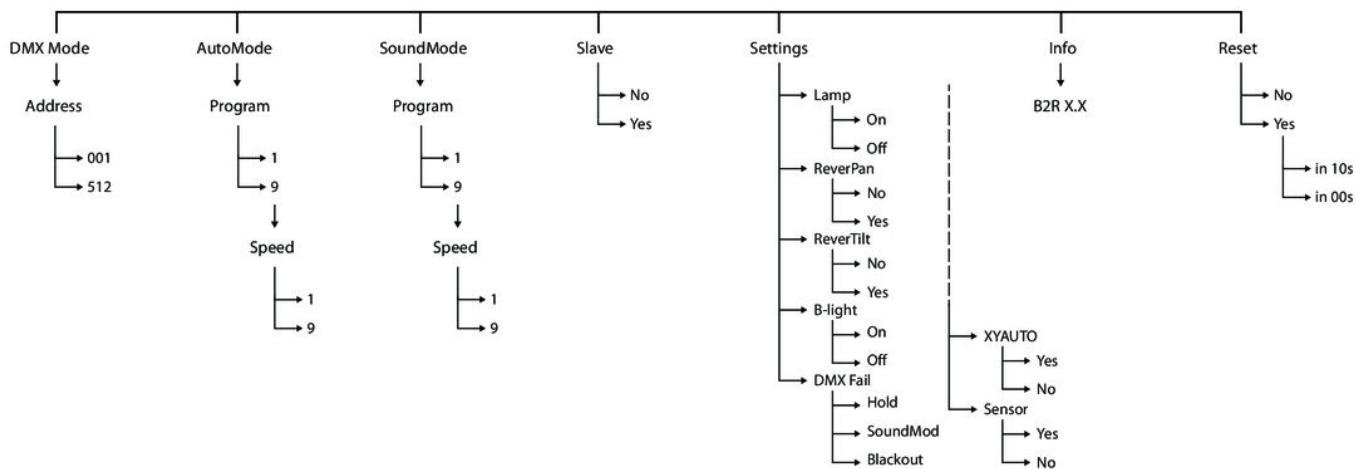 DMX Mode
Address
001
512
AutoMode
Program
1
9
Speed
1
9
SoundMode
Program
1
9
Speed
1
9
Slave
No
Yes
Settings
Lamp
On
Off
ReverPan
No
Yes
ReverTilt
No
Yes
B-light
On
Off
DMX Fail
Hold
SoundMod
Blackout
XYAUTO
Yes
No
Sensor
Yes
No
Info
B2R X.X
Reset
No
Yes
in 10s
in 00s